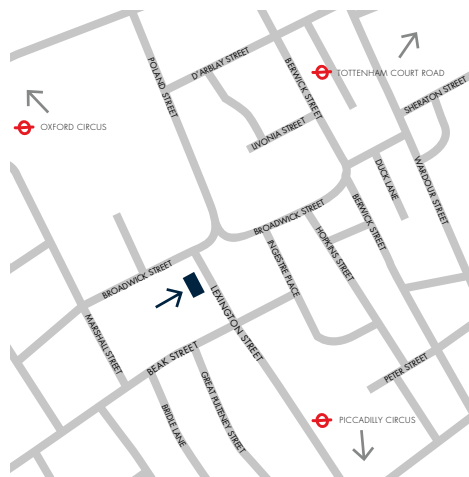 POLAND STREET
D'ARBLAY STREET
BERWICK STREET
TOTTENHAM COURT ROAD
SHERATON STREET
OXFORD CIRCUS
LIVONIA STREET
DUCK LANE
WARDOUR STREET
BROADWICK STREET
BERWICK STREET
HOPKINS STREET
INGESTRE PLACE
BROADWICK STREET
LEXINGTON STREET
MARSHALL STREET
BEAK STREET
PETER STREET
GREAT PULTENEY STREET
BRIDLE LANE
PICCADILLY CIRCUS